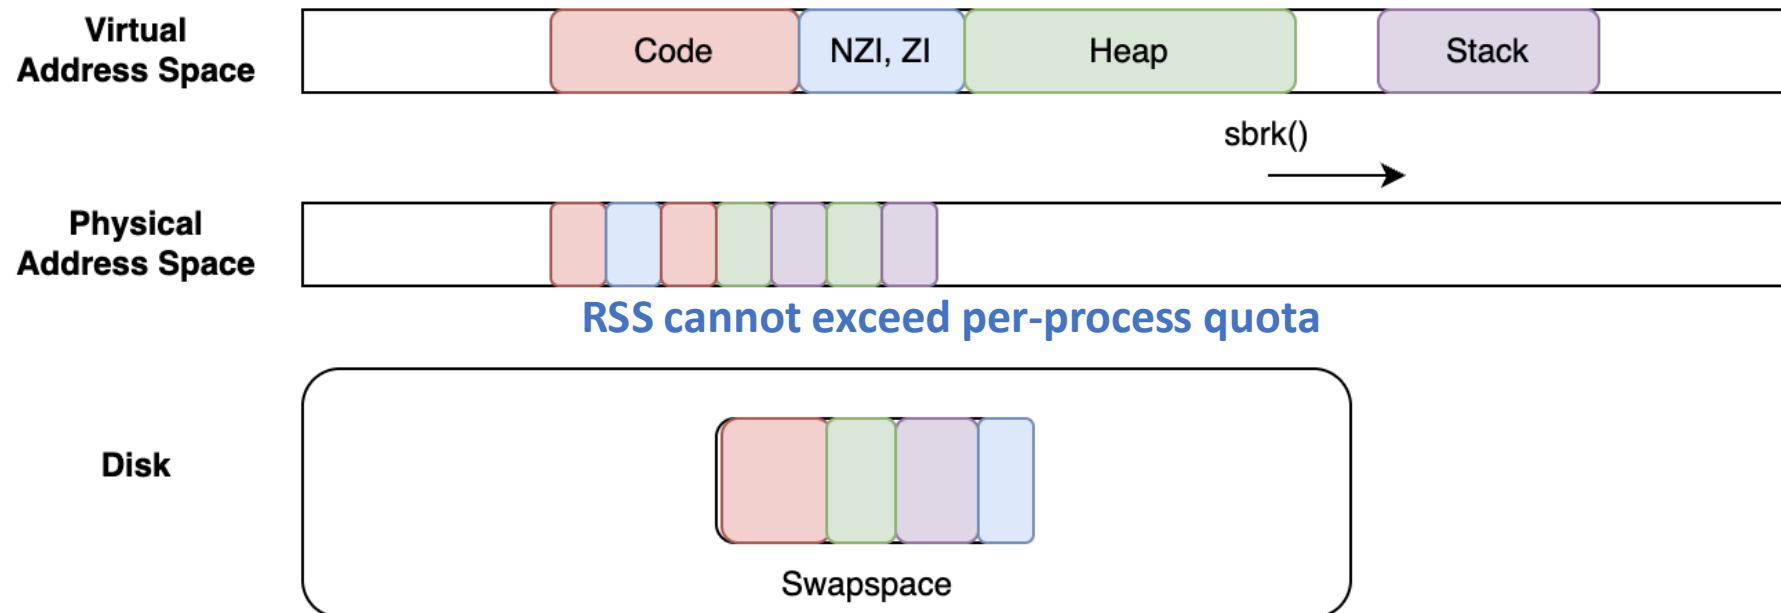 Virtual
Address Space
Code
NZI, ZI
Heap
Stack
sbrk()
Physical
Address Space
RSS cannot exceed per-process quota
Disk
Swapspace